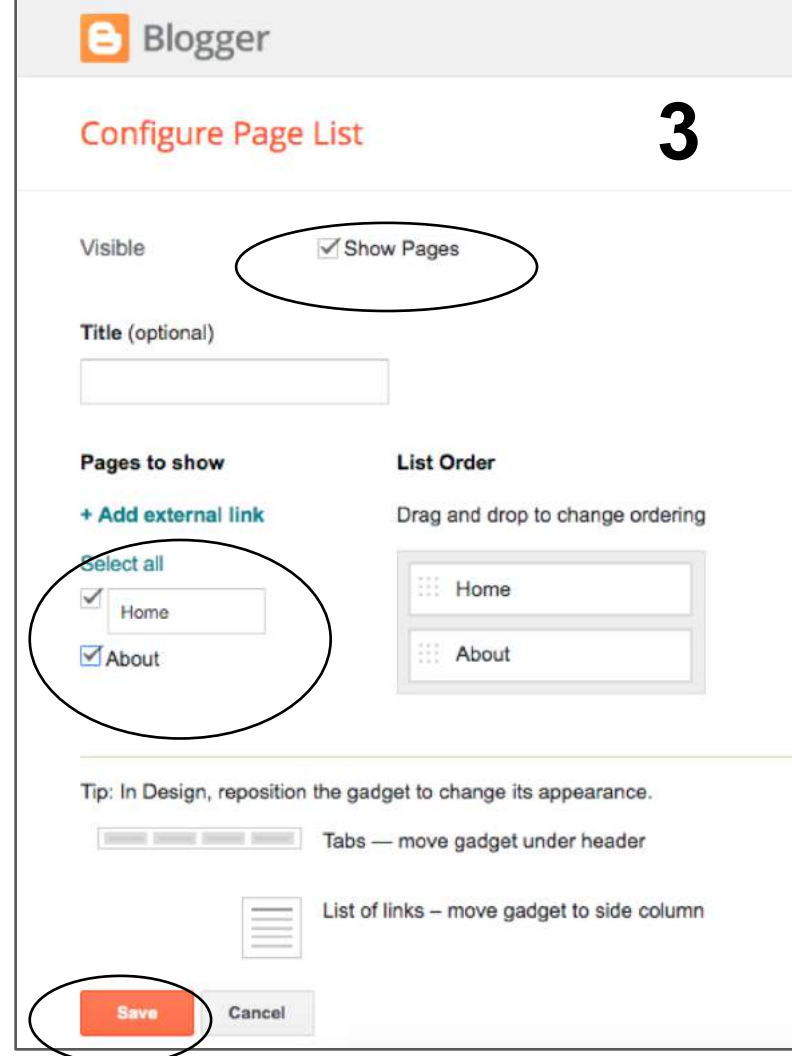 Blogger
Configure Page List
3
Visible
Show Pages
Title (optional)
Pages to show
List Order
+ Add external link
Drag and drop to change ordering
Select all
Home
Home
About
About
Tip: In Design, reposition the gadget to change its appearance.
Tabs — move gadget under header
List of links – move gadget to side column
Save
Cancel